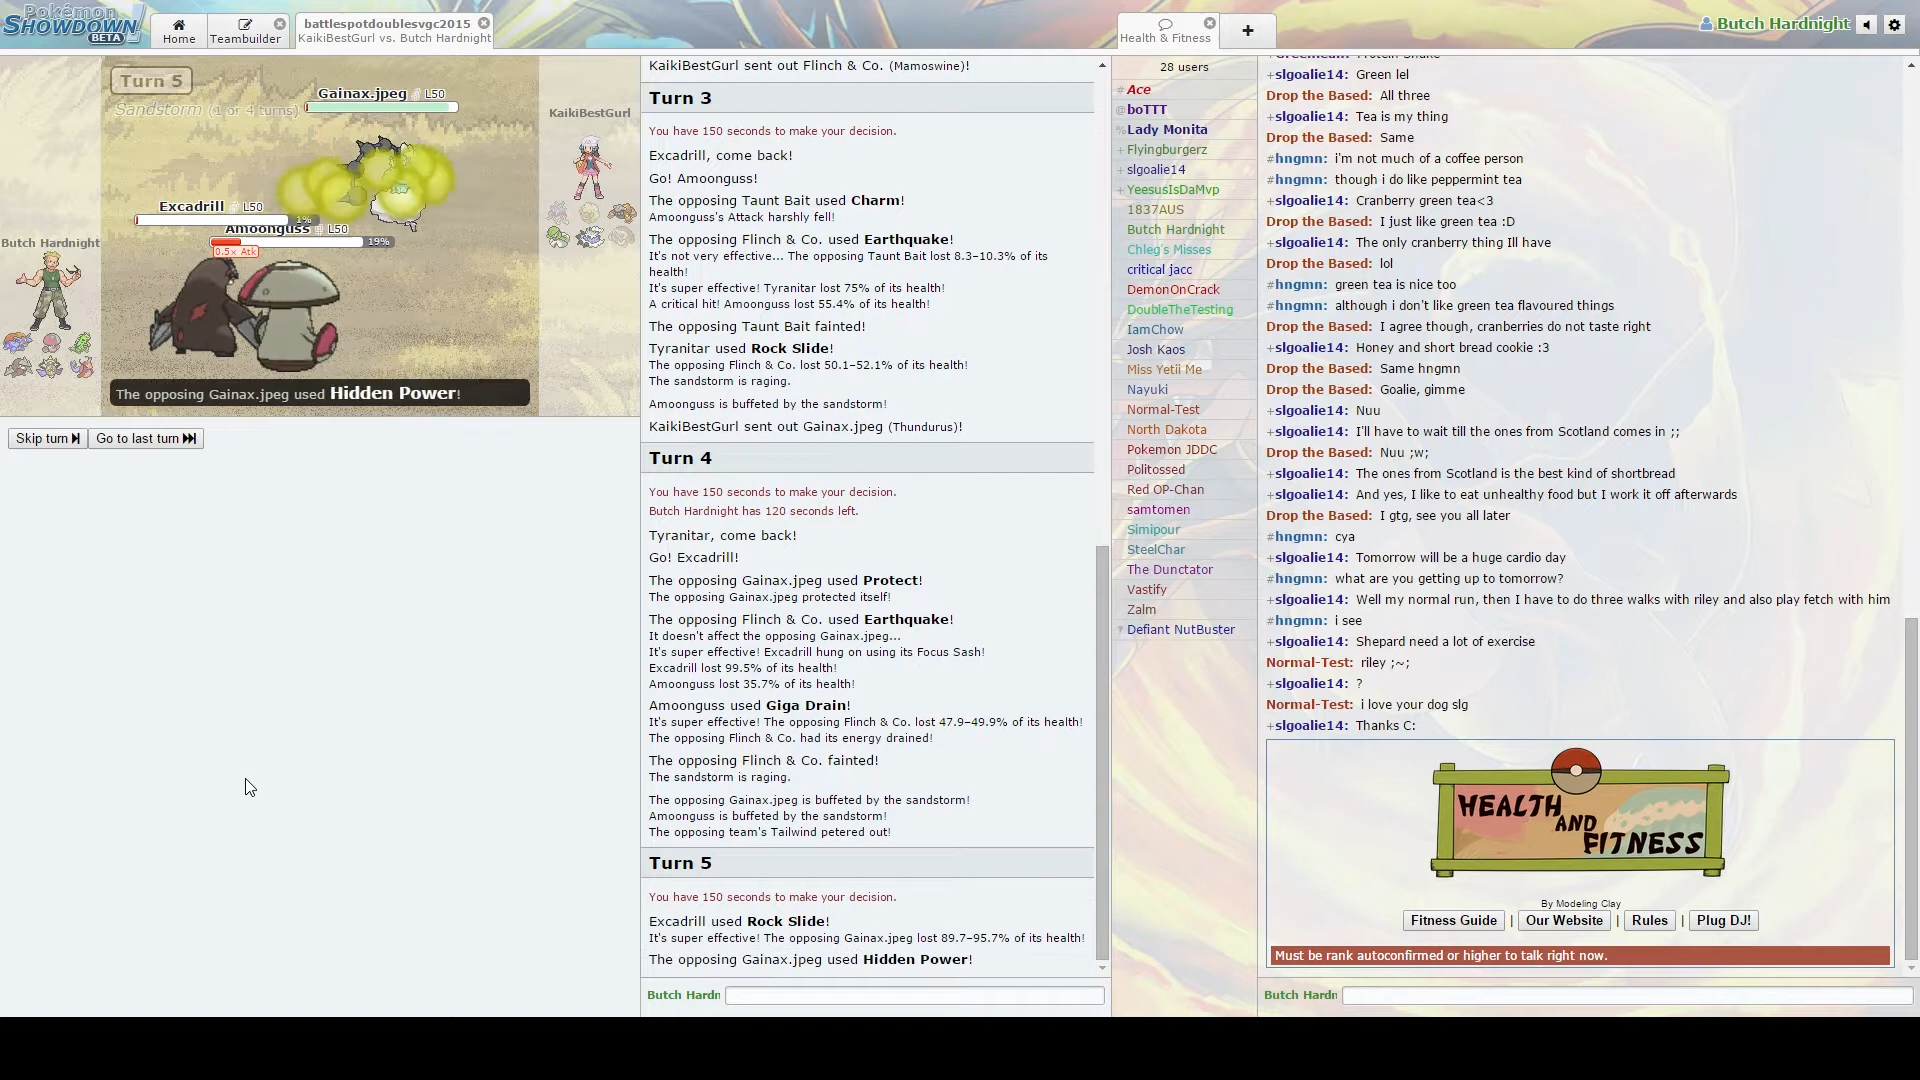 Pokémon
SHOWDOWN
BETA
Home
Teambuilder
battlespotdoublesvgc2015
KaikiBestGurl vs. Butch Hardnight
Health & Fitness
+
Butch Hardnight
Turn 5
Sandstorm (1 or 4 turns)
Gainax.jpeg L50
Excadrill L50
1%
Amoonguss L50
19%
0.5× Atk
KaikiBestGurl
Butch Hardnight
The opposing Gainax.jpeg used Hidden Power!
Skip turn
Go to last turn
KaikiBestGurl sent out Flinch & Co. (Mamoswine)!
Turn 3
You have 150 seconds to make your decision.
Excadrill, come back!
Go! Amoonguss!
The opposing Taunt Bait used Charm!
Amoonguss's Attack harshly fell!
The opposing Flinch & Co. used Earthquake!
It's not very effective... The opposing Taunt Bait lost 8.3–10.3% of its
health!
It's super effective! Tyranitar lost 75% of its health!
A critical hit! Amoonguss lost 55.4% of its health!
The opposing Taunt Bait fainted!
Tyranitar used Rock Slide!
The opposing Flinch & Co. lost 50.1–52.1% of its health!
The sandstorm is raging.
Amoonguss is buffeted by the sandstorm!
KaikiBestGurl sent out Gainax.jpeg (Thundurus)!
Turn 4
You have 150 seconds to make your decision.
Butch Hardnight has 120 seconds left.
Tyranitar, come back!
Go! Excadrill!
The opposing Gainax.jpeg used Protect!
The opposing Gainax.jpeg protected itself!
The opposing Flinch & Co. used Earthquake!
It doesn't affect the opposing Gainax.jpeg...
It's super effective! Excadrill hung on using its Focus Sash!
Excadrill lost 99.5% of its health!
Amoonguss lost 35.7% of its health!
Amoonguss used Giga Drain!
It's super effective! The opposing Flinch & Co. lost 47.9–49.9% of its health!
The opposing Flinch & Co. had its energy drained!
The opposing Flinch & Co. fainted!
The sandstorm is raging.
The opposing Gainax.jpeg is buffeted by the sandstorm!
Amoonguss is buffeted by the sandstorm!
The opposing team's Tailwind petered out!
Turn 5
You have 150 seconds to make your decision.
Excadrill used Rock Slide!
It's super effective! The opposing Gainax.jpeg lost 89.7–95.7% of its health!
The opposing Gainax.jpeg used Hidden Power!
Butch Hardn
28 users
#Ace
@boTTT
%Lady Monita
+Flyingburgerz
+slgoalie14
+YeesusIsDaMvp
1837AUS
Butch Hardnight
Chleg's Misses
critical jacc
DemonOnCrack
DoubleTheTesting
IamChow
Josh Kaos
Miss Yetii Me
Nayuki
Normal-Test
North Dakota
Pokemon JDDC
Politossed
Red OP-Chan
samtomen
Simipour
SteelChar
The Dunctator
Vastify
Zalm
Defiant NutBuster
+slgoalie14: Green lel
Drop the Based: All three
+slgoalie14: Tea is my thing
Drop the Based: Same
#hngmn: i'm not much of a coffee person
#hngmn: though i do like peppermint tea
+slgoalie14: Cranberry green tea<3
Drop the Based: I just like green tea :D
+slgoalie14: The only cranberry thing Ill have
Drop the Based: lol
#hngmn: green tea is nice too
#hngmn: although i don't like green tea flavoured things
Drop the Based: I agree though, cranberries do not taste right
+slgoalie14: Honey and short bread cookie :3
Drop the Based: Same hngmn
Drop the Based: Goalie, gimme
+slgoalie14: Nuu
+slgoalie14: I'll have to wait till the ones from Scotland comes in ;;
Drop the Based: Nuu ;w;
+slgoalie14: The ones from Scotland is the best kind of shortbread
+slgoalie14: And yes, I like to eat unhealthy food but I work it off afterwards
Drop the Based: I gtg, see you all later
#hngmn: cya
+slgoalie14: Tomorrow will be a huge cardio day
#hngmn: what are you getting up to tomorrow?
+slgoalie14: Well my normal run, then I have to do three walks with riley and also play fetch with him
#hngmn: i see
+slgoalie14: Shepard need a lot of exercise
Normal-Test: riley ;~;
+slgoalie14: ?
Normal-Test: i love your dog slg
+slgoalie14: Thanks C:
HEALTH
AND
FITNESS
By Modeling Clay
Fitness Guide | Our Website | Rules | Plug DJ!
Must be rank autoconfirmed or higher to talk right now.
Butch Hardn